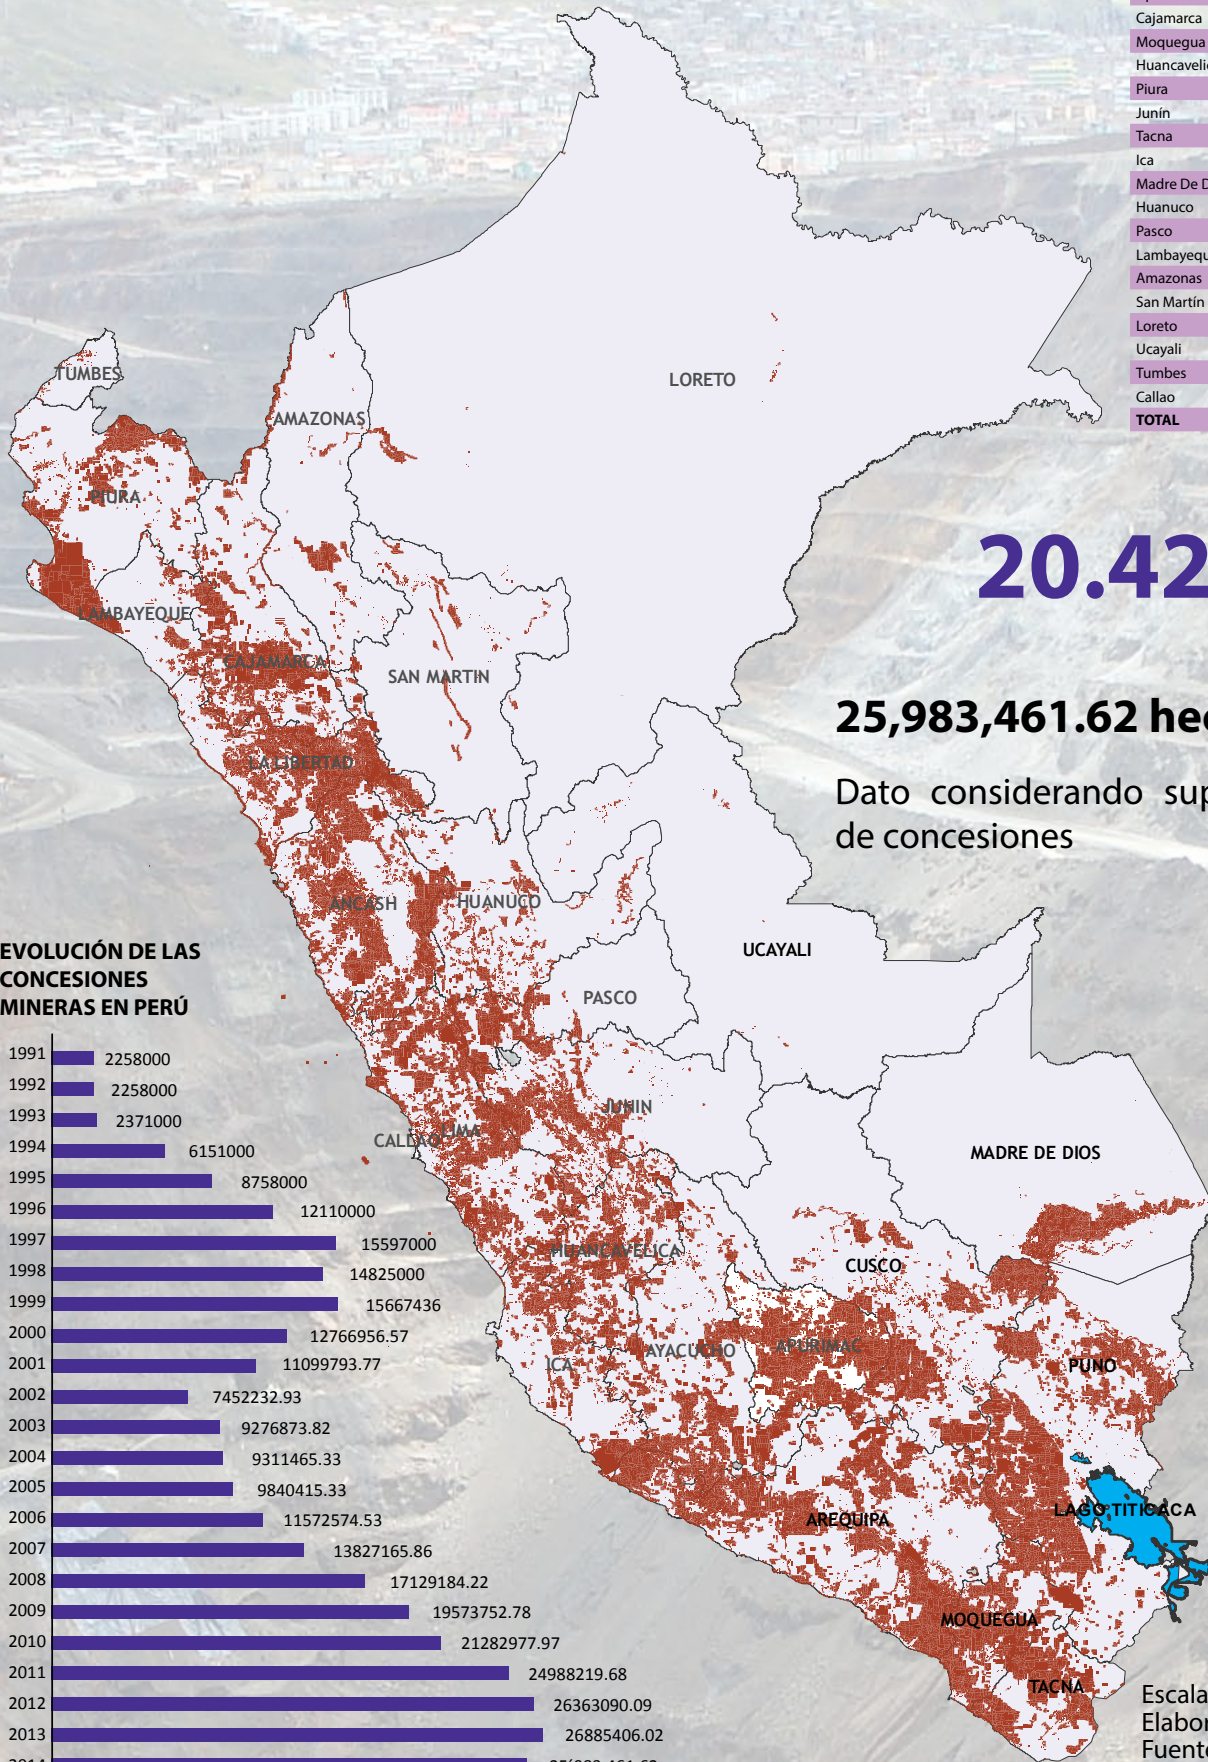 Cajamarca
Moquegua
Piura
Junín
Tacna
Ica
Huanuco
Pasco
Amazonas
San Martín
Loreto
Ucayali
Tumbes
Callao
TOTAL
20.42
25,983,461.62
Dato considerando
de concesiones
TUMBES
LORETO
AMAZONAS
PIURA
LAMBAYEQUE
CAJAMARCA
SAN MARTIN
LA LIBERTAD
ANCASH
HUANUCO
UCAYALI
PASCO
JUNIN
LIMA
CALLAO
MADRE DE DIOS
HUANCAVELICA
CUSCO
AYACUCHO
APURIMAC
ICA
PUNO
LAGO TITICACA
AREQUIPA
MOQUEGUA
TACNA
EVOLUCIÓN DE LAS
CONCESIONES
MINERAS EN PERÚ
1991 2258000
1992 2258000
1993 2371000
1994 6151000
1995 8758000
1996 12110000
1997 15597000
1998 14825000
1999 15667436
2000 12766956.57
2001 11099793.77
2002 7452232.93
2003 9276873.82
2004 9311465.33
2005 9840415.33
2006 11572574.53
2007 13827165.86
2008 17129184.22
2009 19573752.78
2010 21282977.97
2011 24988219.68
2012 26363090.09
2013 26885406.02
Escala